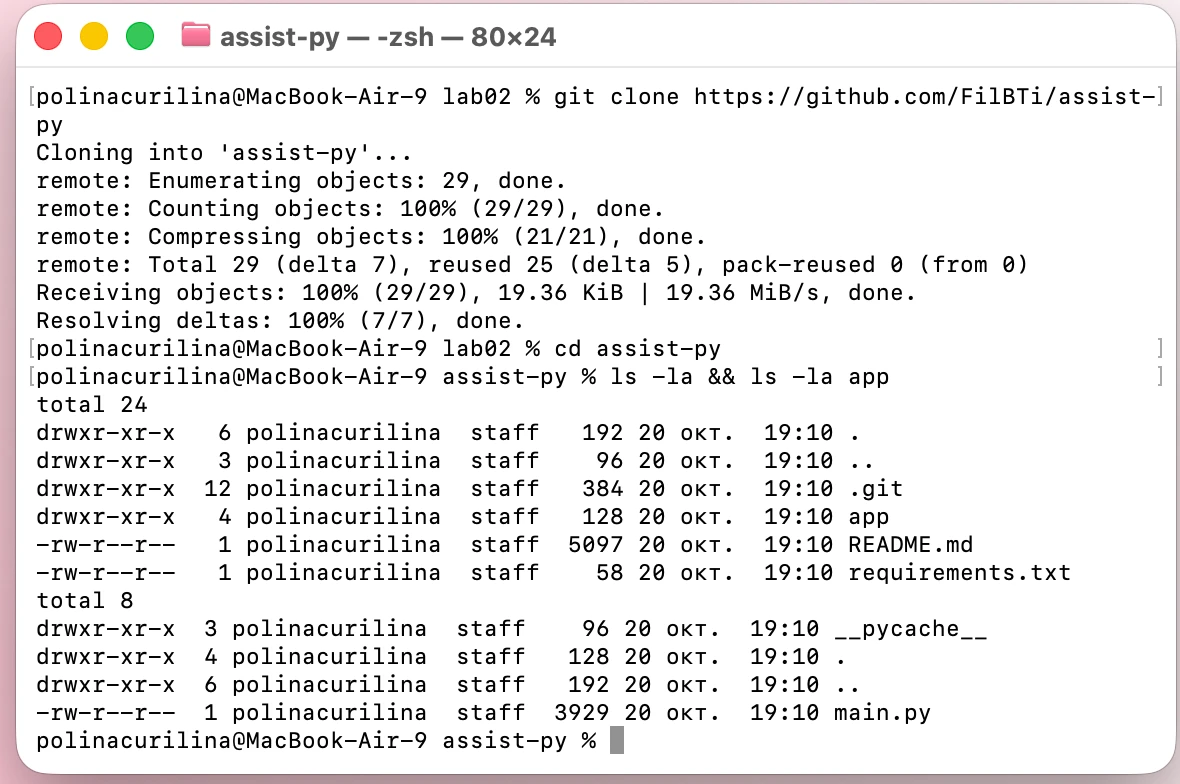 assist-py — -zsh — 80×24
[polinacurilina@MacBook-Air-9 lab02 % git clone https://github.com/FilBTi/assist-]
py
Cloning into 'assist-py'...
remote: Enumerating objects: 29, done.
remote: Counting objects: 100% (29/29), done.
remote: Compressing objects: 100% (21/21), done.
remote: Total 29 (delta 7), reused 25 (delta 5), pack-reused 0 (from 0)
Receiving objects: 100% (29/29), 19.36 KiB | 19.36 MiB/s, done.
Resolving deltas: 100% (7/7), done.
[polinacurilina@MacBook-Air-9 lab02 % cd assist-py ]
[polinacurilina@MacBook-Air-9 assist-py % ls -la && ls -la app ]
total 24
drwxr-xr-x   6 polinacurilina  staff   192 20 окт.  19:10 .
drwxr-xr-x   3 polinacurilina  staff    96 20 окт.  19:10 ..
drwxr-xr-x  12 polinacurilina  staff   384 20 окт.  19:10 .git
drwxr-xr-x   4 polinacurilina  staff   128 20 окт.  19:10 app
-rw-r--r--   1 polinacurilina  staff  5097 20 окт.  19:10 README.md
-rw-r--r--   1 polinacurilina  staff    58 20 окт.  19:10 requirements.txt
total 8
drwxr-xr-x  3 polinacurilina  staff    96 20 окт.  19:10 __pycache__
drwxr-xr-x  4 polinacurilina  staff   128 20 окт.  19:10 .
drwxr-xr-x  6 polinacurilina  staff   192 20 окт.  19:10 ..
-rw-r--r--  1 polinacurilina  staff  3929 20 окт.  19:10 main.py
polinacurilina@MacBook-Air-9 assist-py %